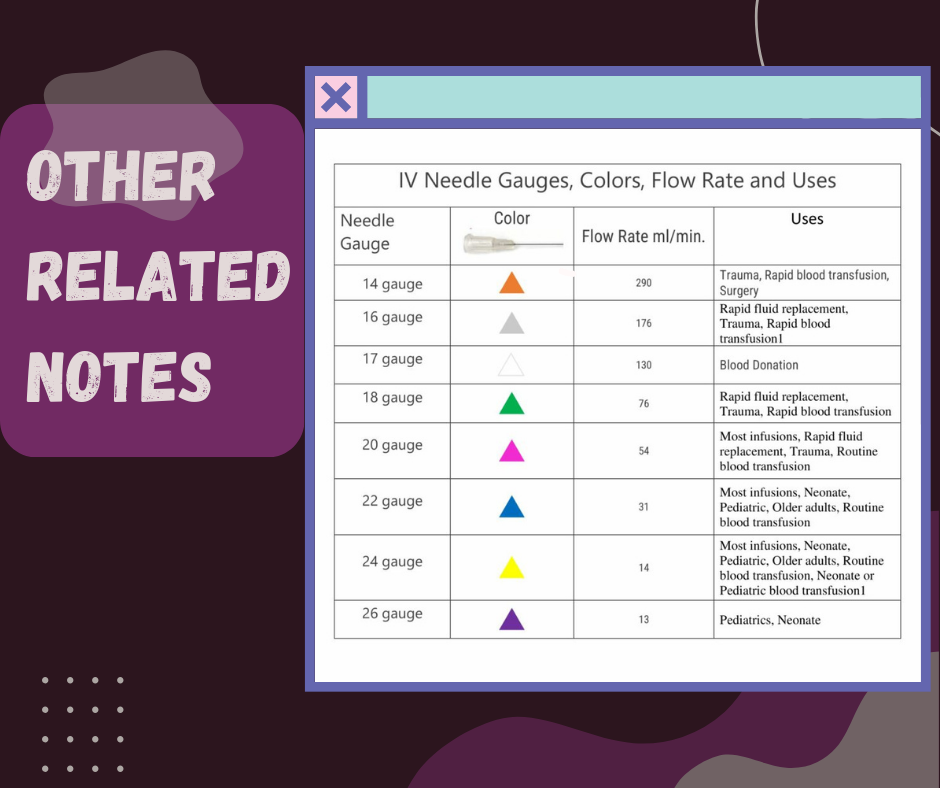 OTHER
RELATED
NOTES
IV Needle Gauges, Colors, Flow Rate and Uses
Needle
Gauge
Color
Flow Rate ml/min.
Uses
14 gauge
290
Trauma, Rapid blood transfusion,
Surgery
16 gauge
176
Rapid fluid replacement,
Trauma, Rapid blood
transfusion1
17 gauge
130
Blood Donation
18 gauge
76
Rapid fluid replacement,
Trauma, Rapid blood transfusion
20 gauge
54
Most infusions, Rapid fluid
replacement, Trauma, Routine
blood transfusion
22 gauge
31
Most infusions, Neonate,
Pediatric, Older adults, Routine
blood transfusion
24 gauge
14
Most infusions, Neonate,
Pediatric, Older adults, Routine
blood transfusion, Neonate or
Pediatric blood transfusion1
26 gauge
13
Pediatrics, Neonate